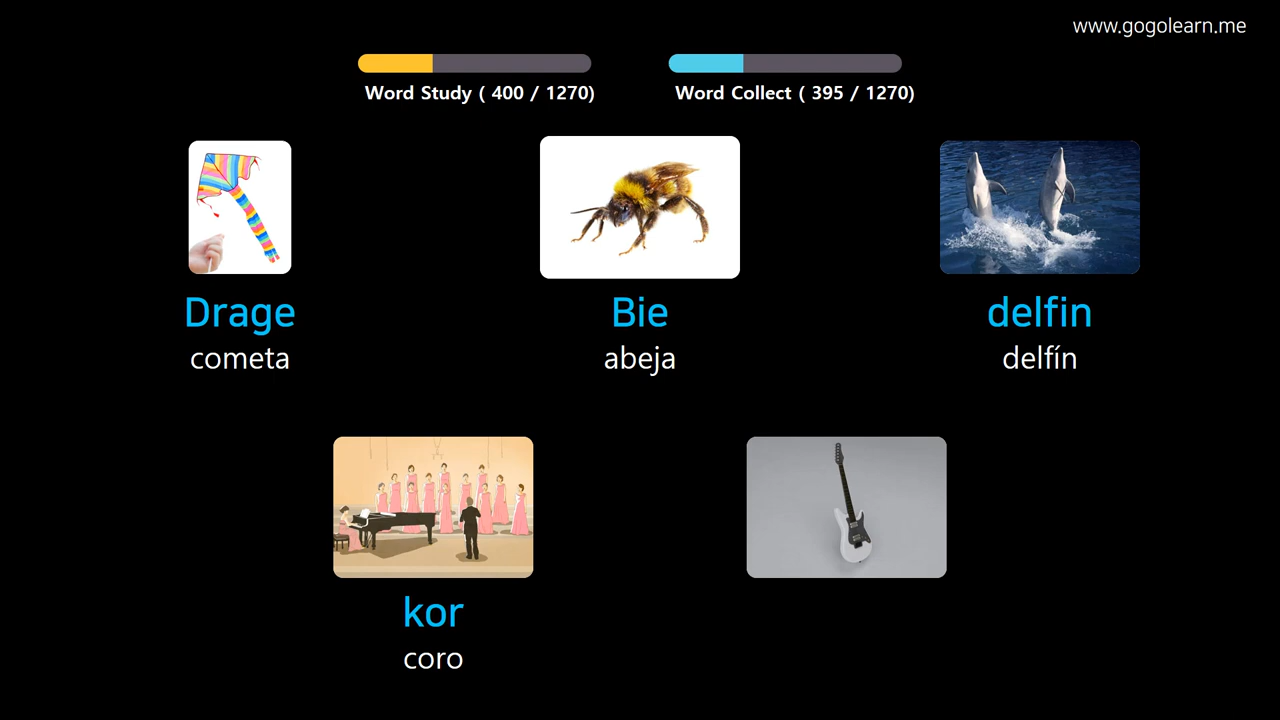 www.gogolearn.me
Word Study ( 400 / 1270)
Word Collect ( 395 / 1270)
Drage
cometa
Bie
abeja
delfin
delfín
kor
coro